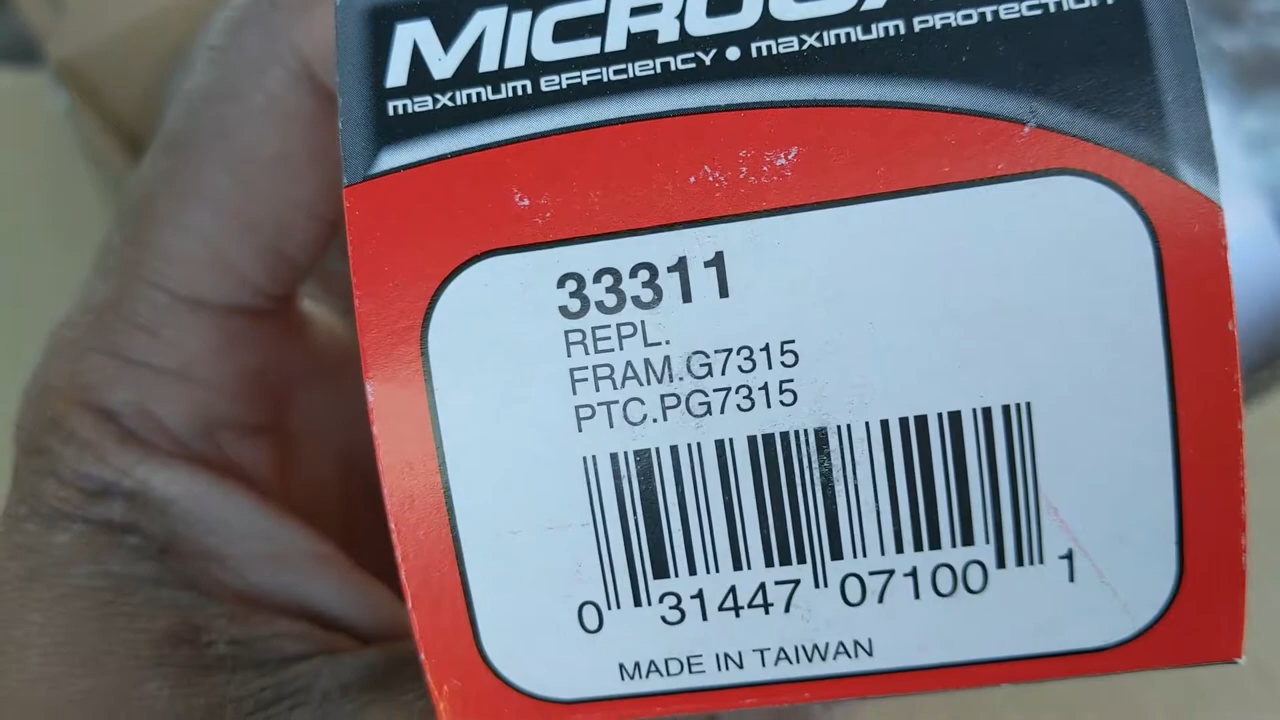 maximum efficiency • maximum protection
33311
REPL.
FRAM.G7315
PTC.PG7315
0 31447 07100 1
MADE IN TAIWAN